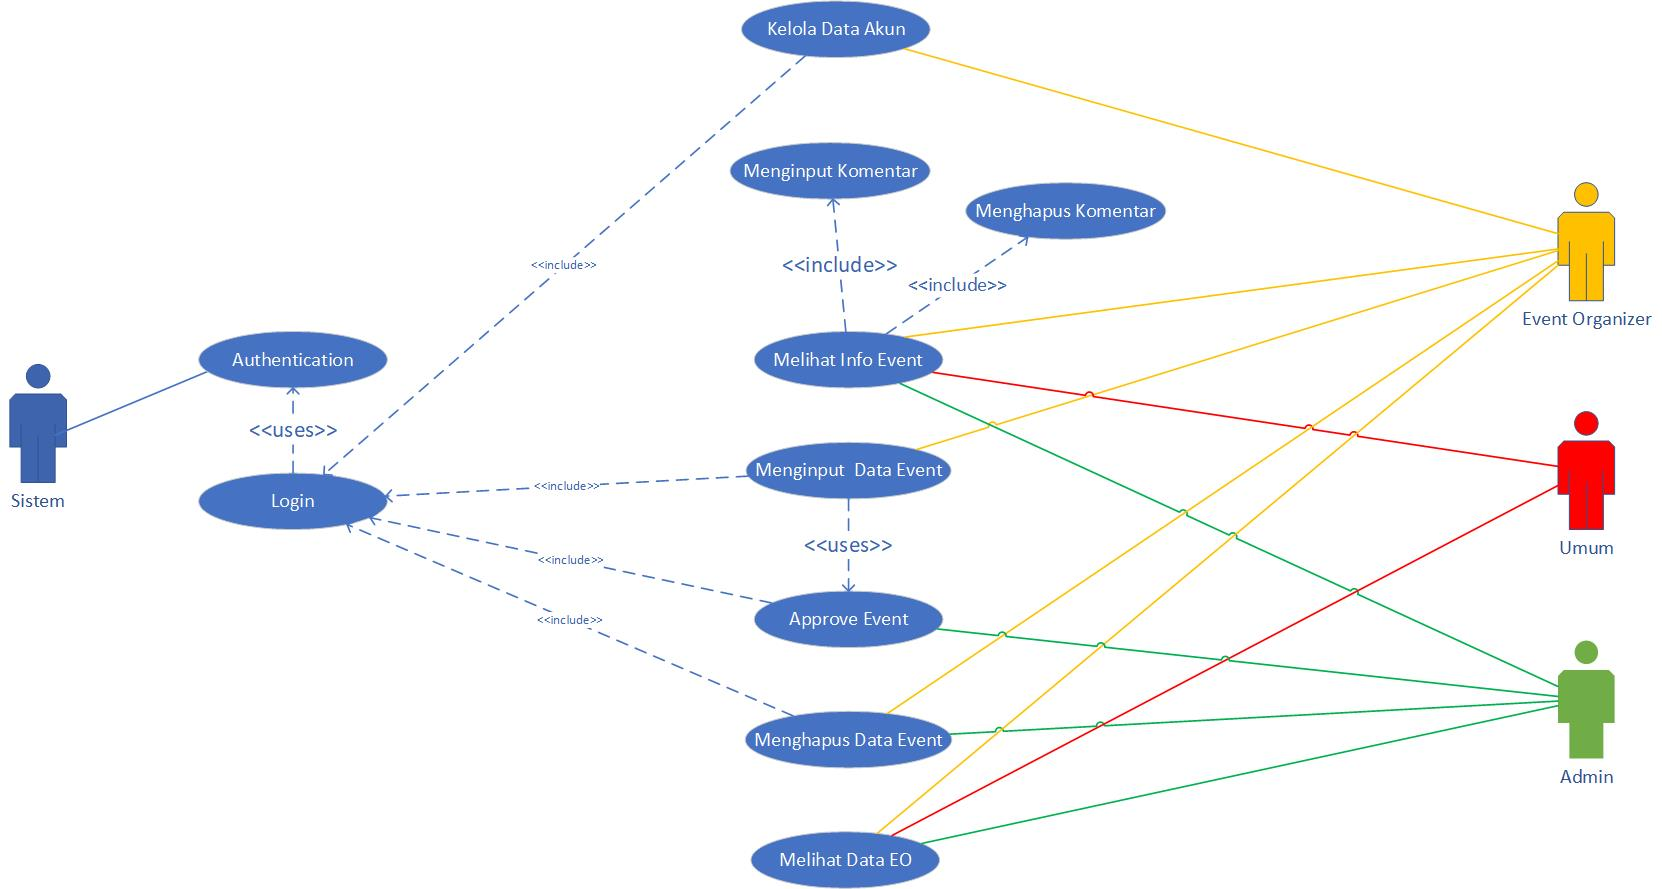 Kelola Data Akun
Menginput Komentar
Menghapus Komentar
<<include>>
<<include>>
<<include>>
Event Organizer
Authentication
Melihat Info Event
<<uses>>
Menginput  Data Event
<<include>>
Sistem
Login
<<uses>>
Umum
<<include>>
Approve Event
<<include>>
Menghapus Data Event
Admin
Melihat Data EO